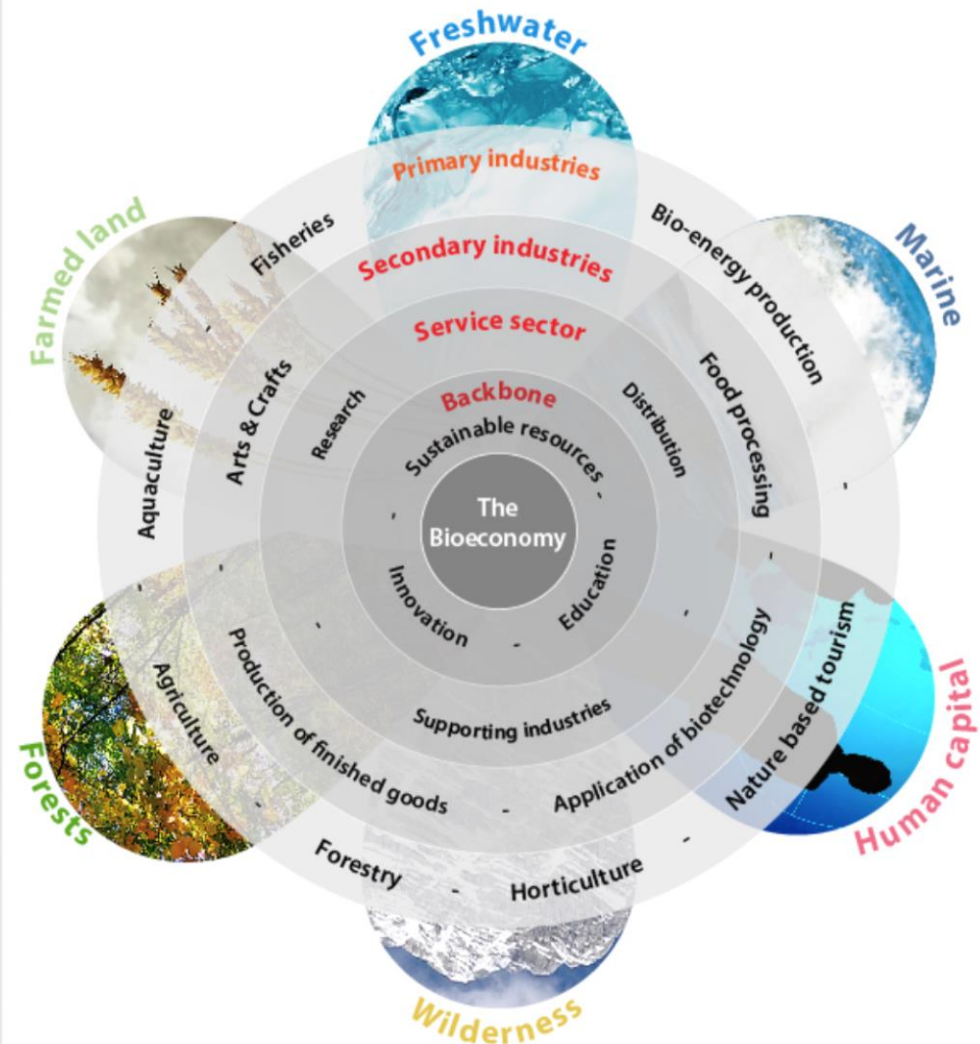 Freshwater
Marine
Human capital
Wilderness
Forests
Farmed land
Primary industries
Bio-energy production
-
Nature based tourism
-
Horticulture
-
Forestry
-
Agriculture
-
Aquaculture
-
Fisheries
Secondary industries
Food processing
-
Application of biotechnology
-
Production of finished goods
-
Arts & Crafts
Service sector
Distribution
-
Supporting industries
-
Research
Backbone
Sustainable resources
-
Education
-
Innovation
-
The
Bioeconomy